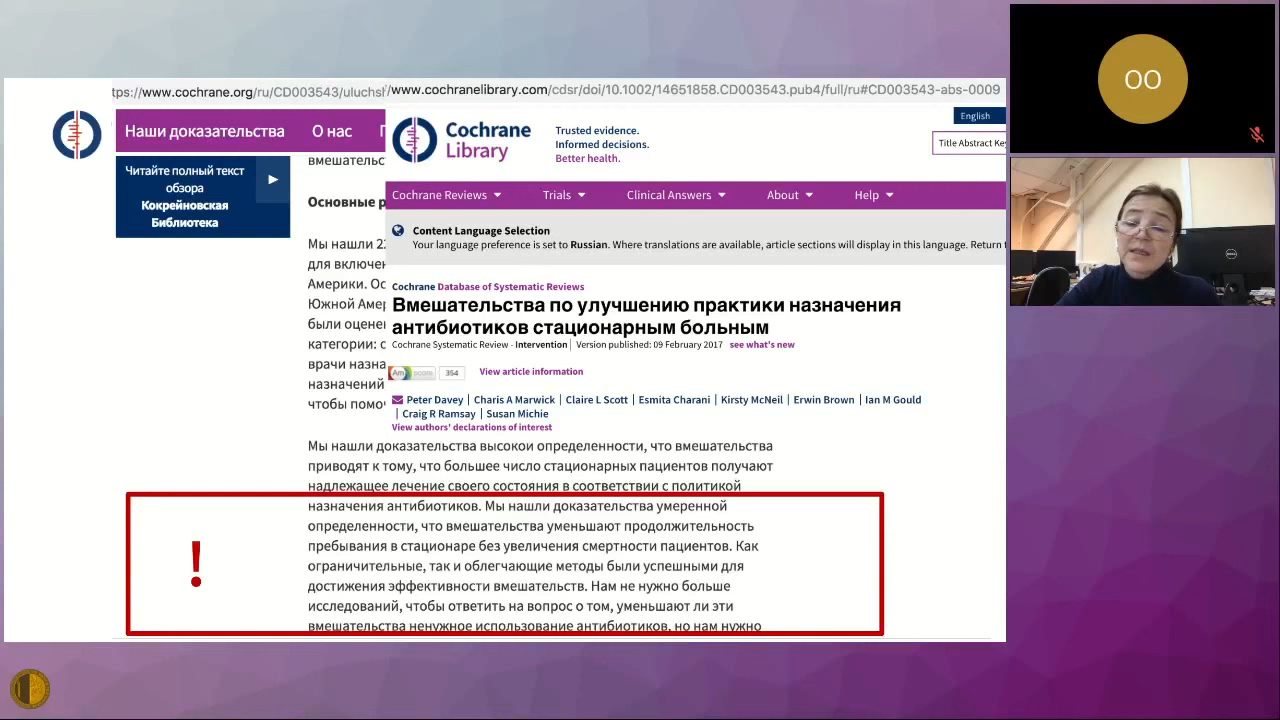 tps://www.cochrane.org/ru/CD003543/uluchsl
/www.cochranelibrary.com/cdsr/doi/10.1002/14651858.CD003543.pub4/full/ru#CD003543-abs-0009
Наши доказательства О нас
Читайте полный текст
обзора
Кокрейновская
Библиотека
вмешательс
Основные р
Мы нашли 22
для включен
Америки. Ос
Южной Амер
были оценен
категории: с
врачи назна
назначений
чтобы помо
Cochrane
Library
Trusted evidence.
Informed decisions.
Better health.
English
Title Abstract Key
Cochrane Reviews Trials Clinical Answers About Help
Content Language Selection
Your language preference is set to Russian. Where translations are available, article sections will display in this language. Return t
Cochrane Database of Systematic Reviews
Вмешательства по улучшению практики назначения
антибиотиков стационарным больным
Cochrane Systematic Review - Intervention | Version published: 09 February 2017 see what's new
Am score 354 View article information
Peter Davey | Charis A Marwick | Claire L Scott | Esmita Charani | Kirsty McNeil | Erwin Brown | Ian M Gould
| Craig R Ramsay | Susan Michie
View authors' declarations of interest
Мы нашли доказательства высокой определенности, что вмешательства
приводят к тому, что большее число стационарных пациентов получают
надлежащее лечение своего состояния в соответствии с политикой
назначения антибиотиков. Мы нашли доказательства умеренной
определенности, что вмешательства уменьшают продолжительность
пребывания в стационаре без увеличения смертности пациентов. Как
ограничительные, так и облегчающие методы были успешными для
достижения эффективности вмешательств. Нам не нужно больше
исследований, чтобы ответить на вопрос о том, уменьшают ли эти
вмешательства ненужное использование антибиотиков, но нам нужно
!
OO
DELL